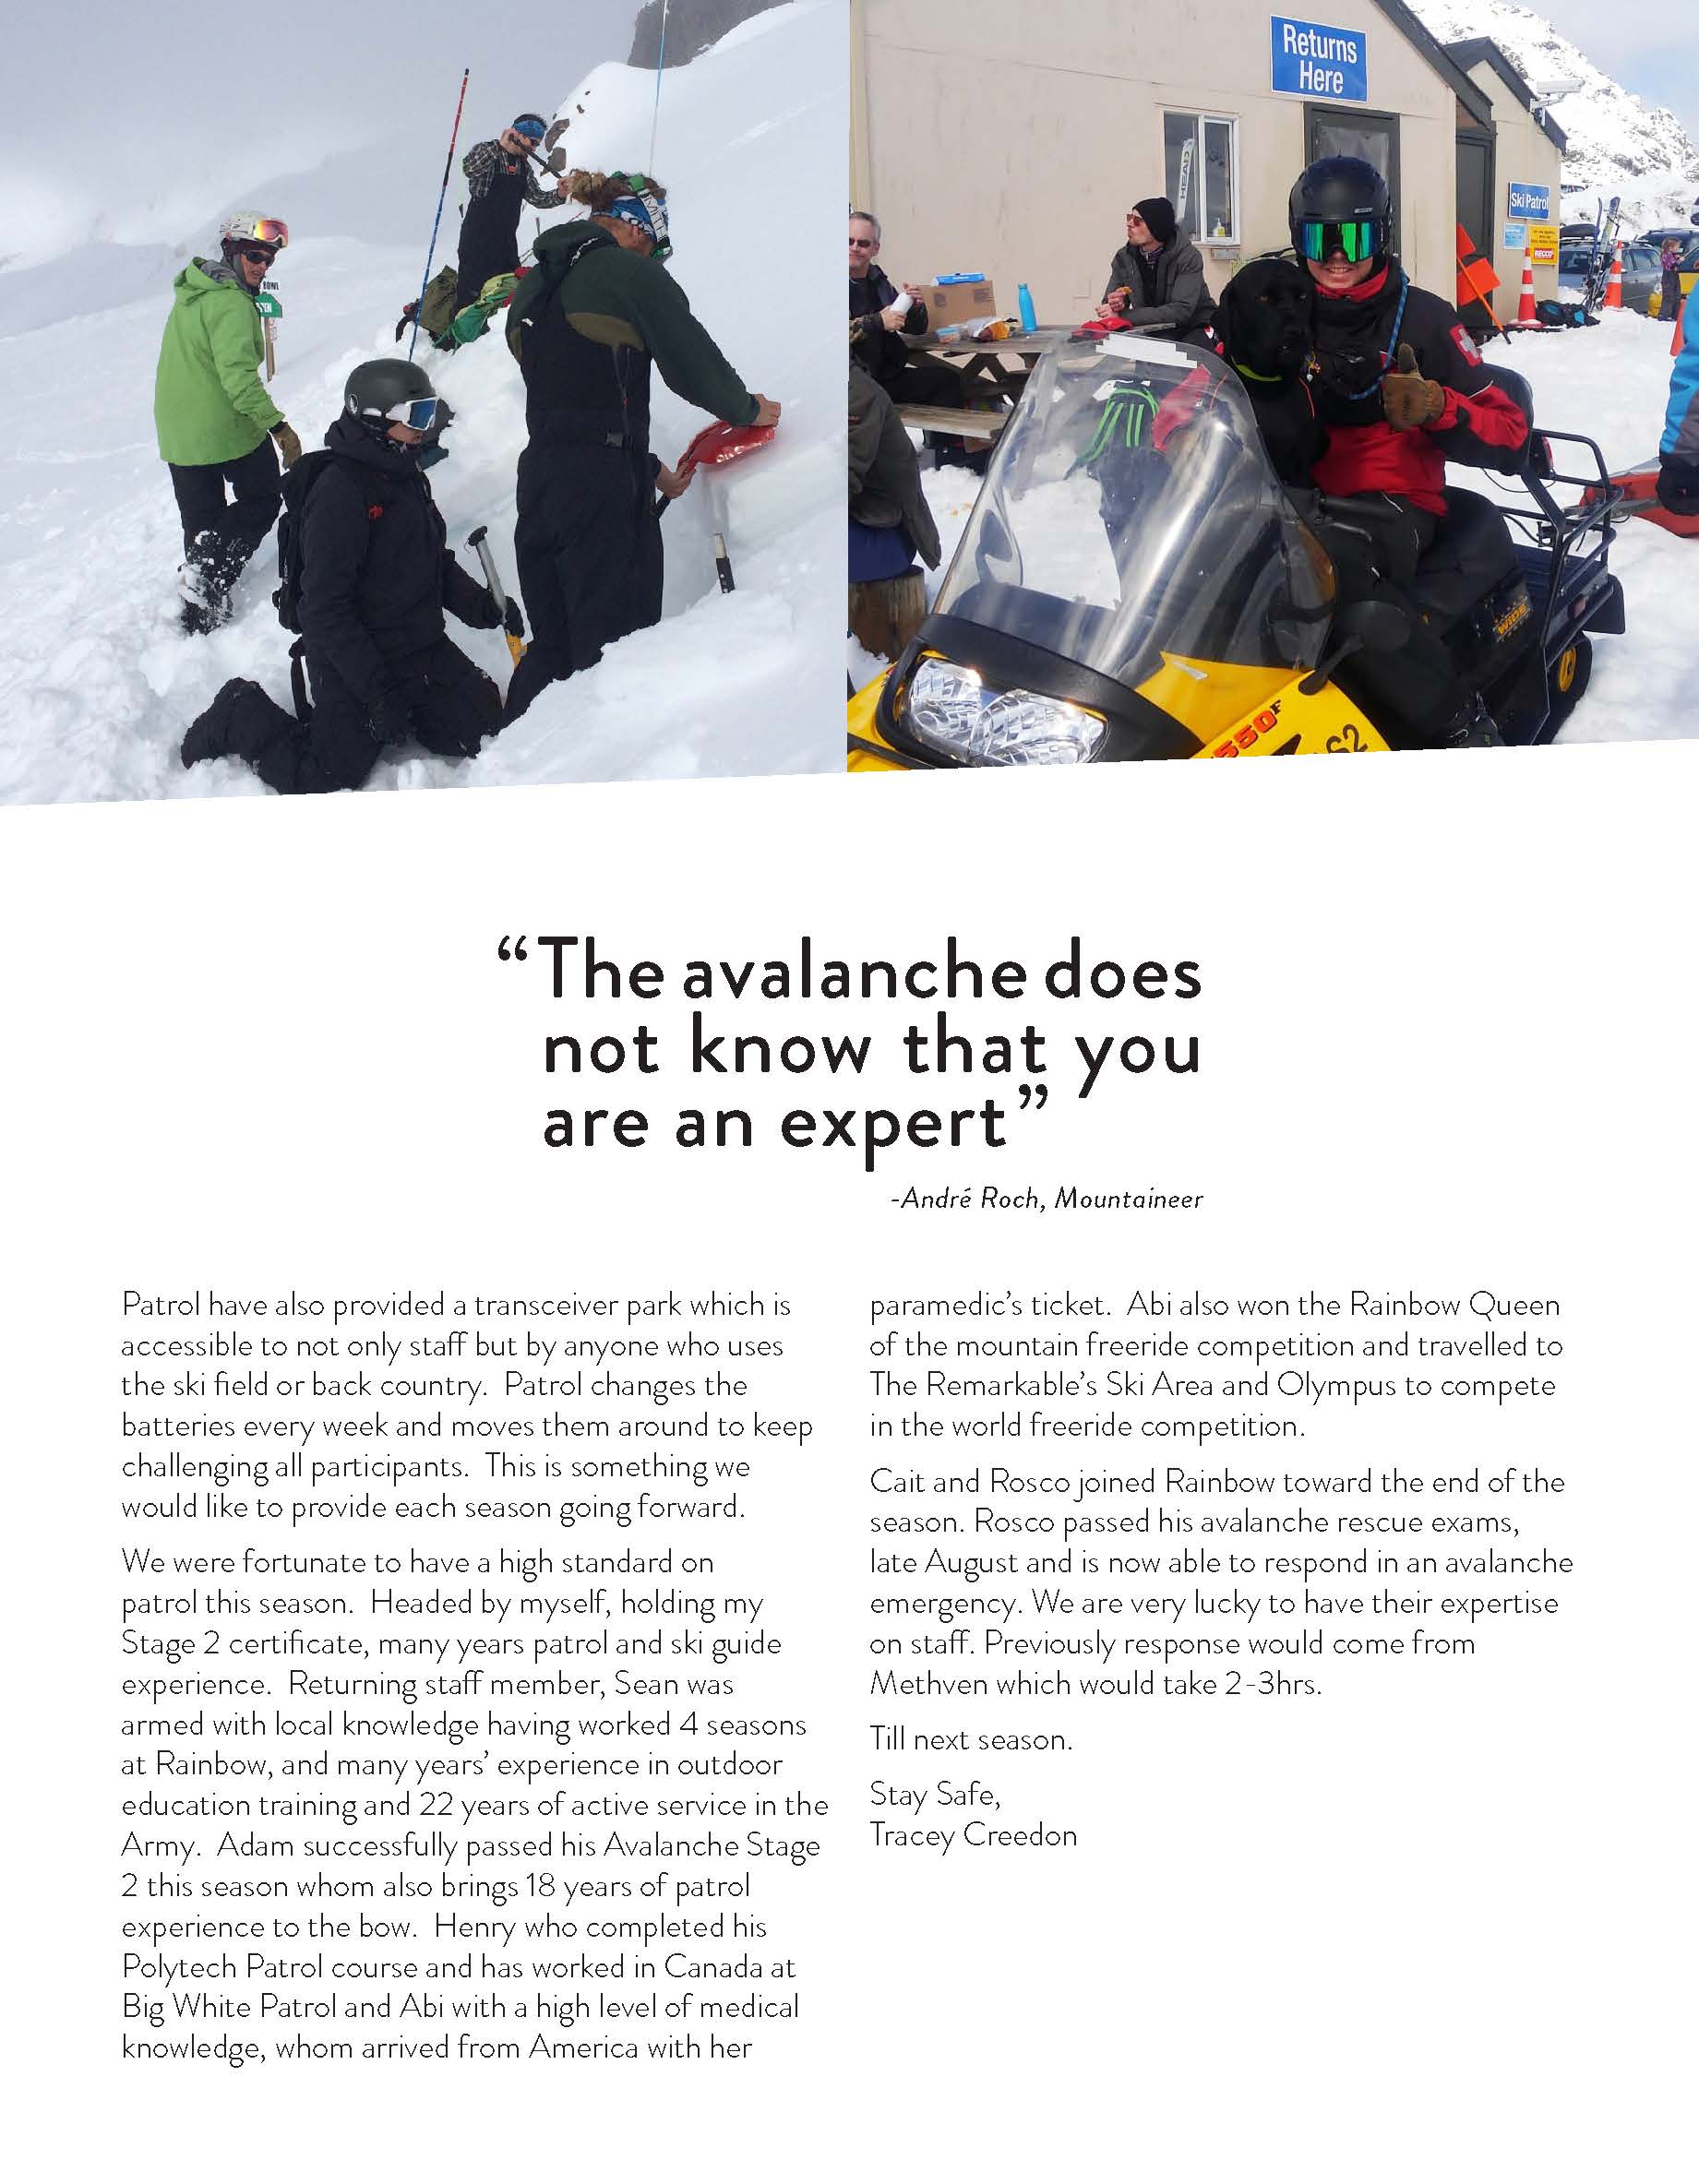 Returns
Here
HEAD
Ski Patrol
RECCO
550F
62
WIDE
“The avalanche does
not know that you
are an expert”
-André Roch, Mountaineer
Patrol have also provided a transceiver park which is
accessible to not only staff but by anyone who uses
the ski field or back country.  Patrol changes the
batteries every week and moves them around to keep
challenging all participants.  This is something we
would like to provide each season going forward.
We were fortunate to have a high standard on
patrol this season.  Headed by myself, holding my
Stage 2 certificate, many years patrol and ski guide
experience.  Returning staff member, Sean was
armed with local knowledge having worked 4 seasons
at Rainbow, and many years’ experience in outdoor
education training and 22 years of active service in the
Army.  Adam successfully passed his Avalanche Stage
2 this season whom also brings 18 years of patrol
experience to the bow.  Henry who completed his
Polytech Patrol course and has worked in Canada at
Big White Patrol and Abi with a high level of medical
knowledge, whom arrived from America with her
paramedic’s ticket.  Abi also won the Rainbow Queen
of the mountain freeride competition and travelled to
The Remarkable’s Ski Area and Olympus to compete
in the world freeride competition.
Cait and Rosco joined Rainbow toward the end of the
season. Rosco passed his avalanche rescue exams,
late August and is now able to respond in an avalanche
emergency. We are very lucky to have their expertise
on staff. Previously response would come from
Methven which would take 2-3hrs.
Till next season.
Stay Safe,
Tracey Creedon